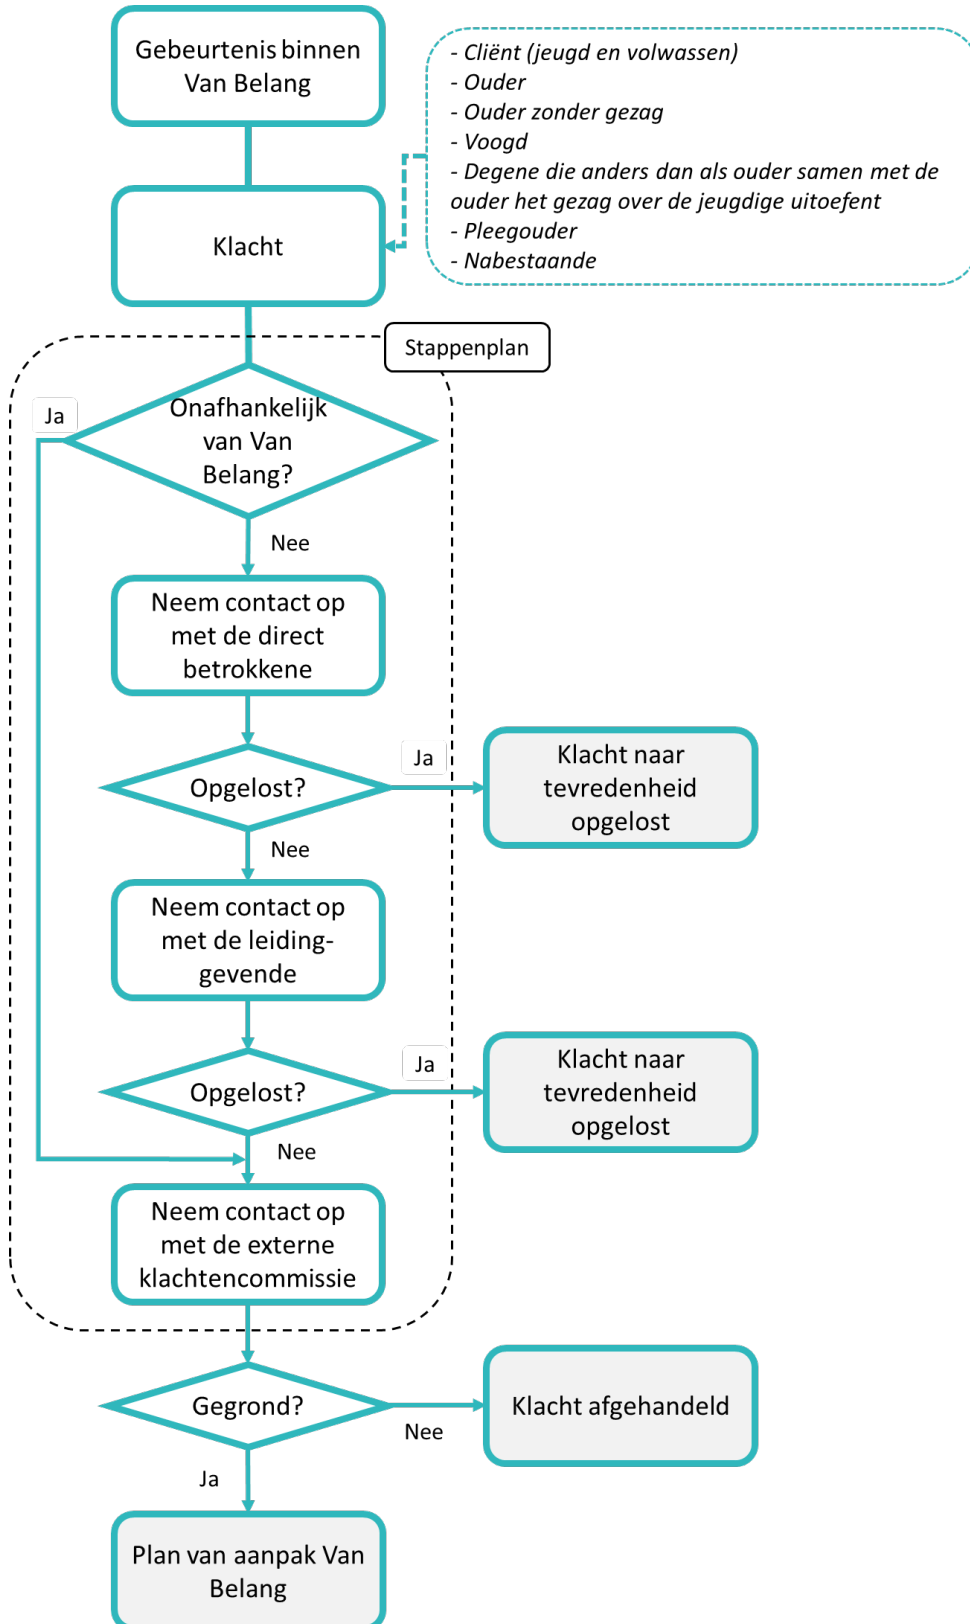 Gebeurtenis binnen
Van Belang
- Cliënt (jeugd en volwassen)
- Ouder
- Ouder zonder gezag
- Voogd
- Degene die anders dan als ouder samen met de
ouder het gezag over de jeugdige uitoefent
- Pleegouder
- Nabestaande
Klacht
Stappenplan
Ja
Onafhankelijk
van Van
Belang?
Nee
Neem contact op
met de direct
betrokkene
Opgelost?
Ja
Klacht naar
tevredenheid
opgelost
Nee
Neem contact op
met de leiding-
gevende
Opgelost?
Ja
Klacht naar
tevredenheid
opgelost
Nee
Neem contact op
met de externe
klachtencommissie
Gegrond?
Nee
Klacht afgehandeld
Ja
Plan van aanpak Van
Belang